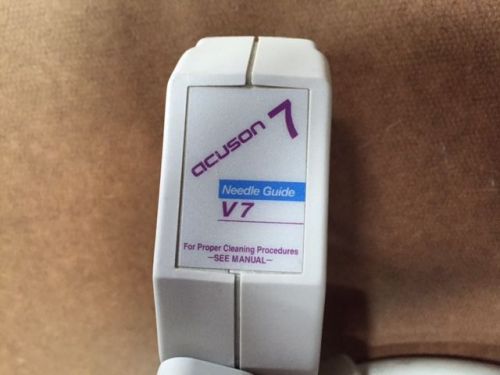 acuson 7
Needle Guide
V7
For Proper Cleaning Procedures
—SEE MANUAL—